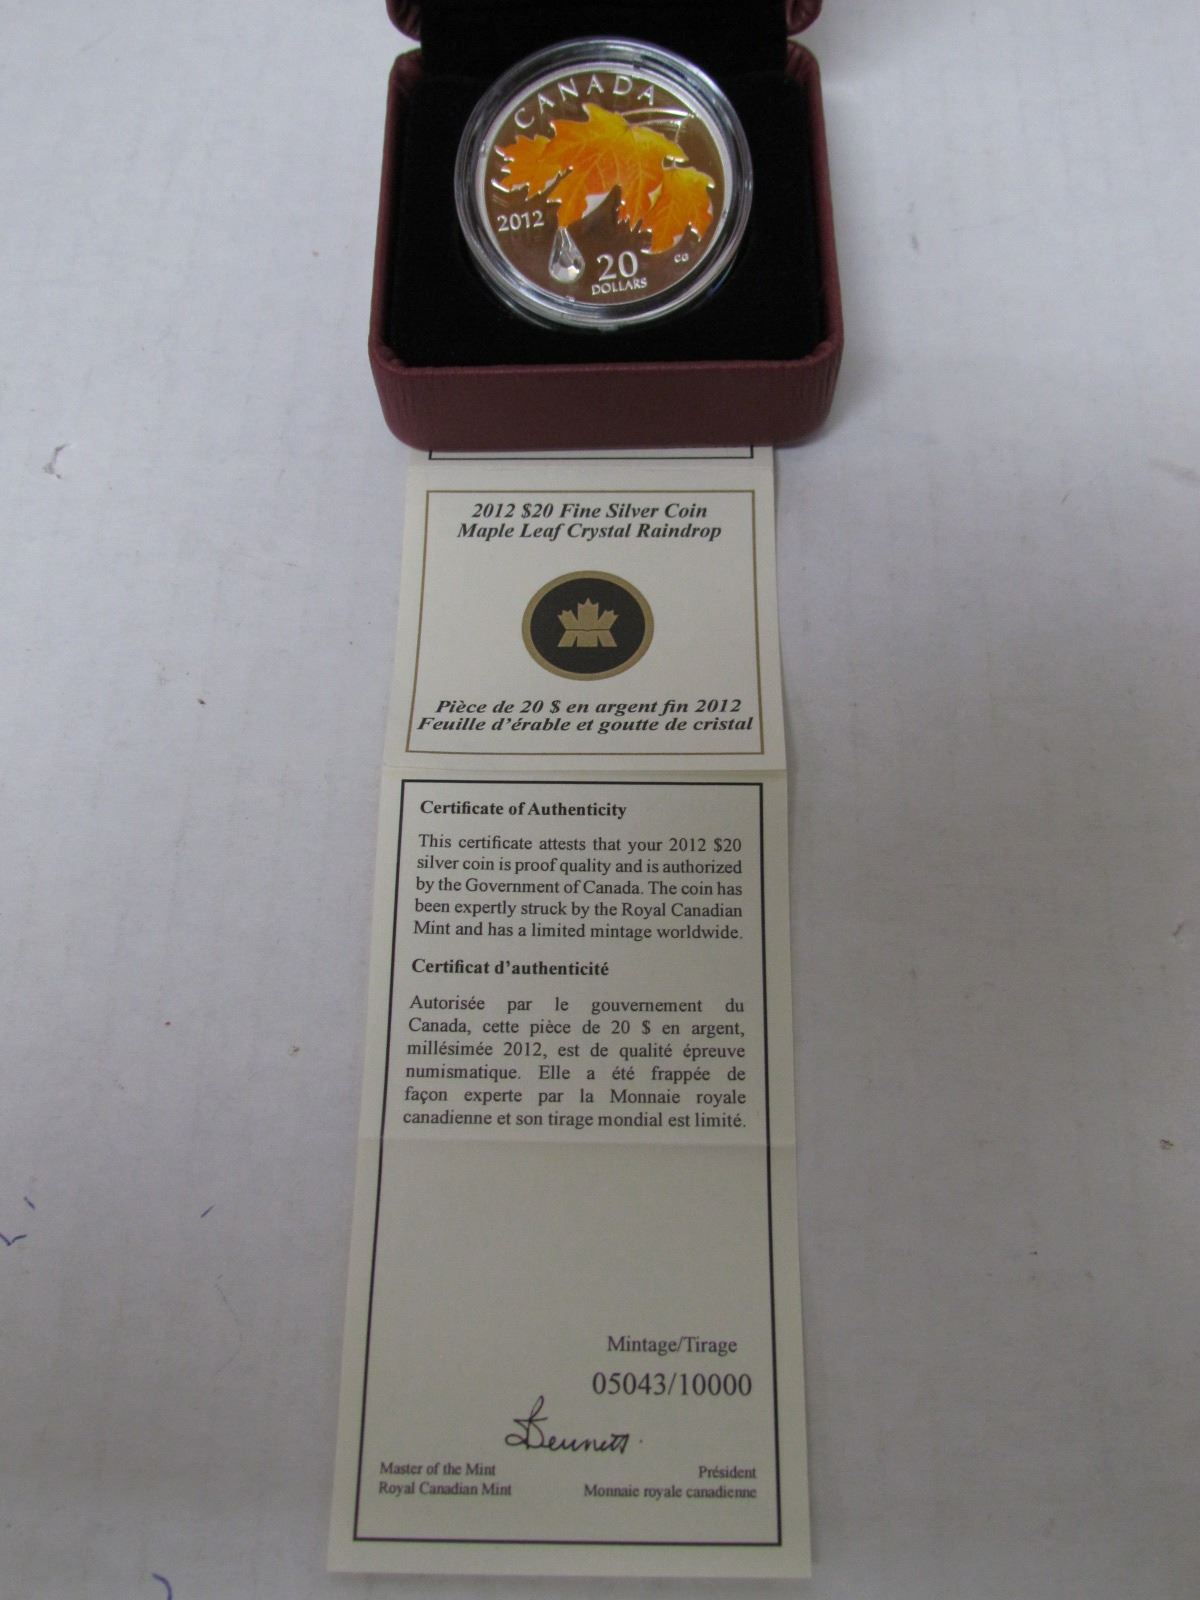 CANADA
2012
20
DOLLARS
CG
2012 $20 Fine Silver Coin
Maple Leaf Crystal Raindrop
Pièce de 20 $ en argent fin 2012
Feuille d'érable et goutte de cristal
Certificate of Authenticity
This certificate attests that your 2012 $20
silver coin is proof quality and is authorized
by the Government of Canada. The coin has
been expertly struck by the Royal Canadian
Mint and has a limited mintage worldwide.
Certificat d'authenticité
Autorisée par le gouvernement du
Canada, cette pièce de 20 $ en argent,
millésimée 2012, est de qualité épreuve
numismatique. Elle a été frappée de
façon experte par la Monnaie royale
canadienne et son tirage mondial est limité.
Mintage/Tirage
05043/10000
Bennett
Master of the Mint
Royal Canadian Mint
Président
Monnaie royale canadienne